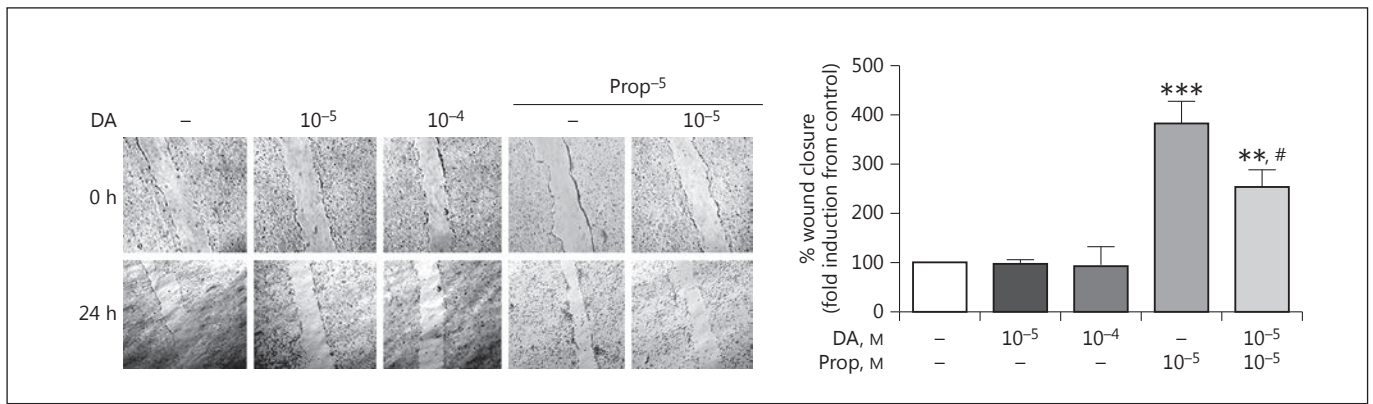 Prop⁻⁵
DA – 10⁻⁵ 10⁻⁴ – 10⁻⁵
0 h
24 h
% wound closure
(fold induction from control)
500
400
300
200
100
0
***
**, #
DA, M – 10⁻⁵ 10⁻⁴ – 10⁻⁵
Prop, M – – – 10⁻⁵ 10⁻⁵